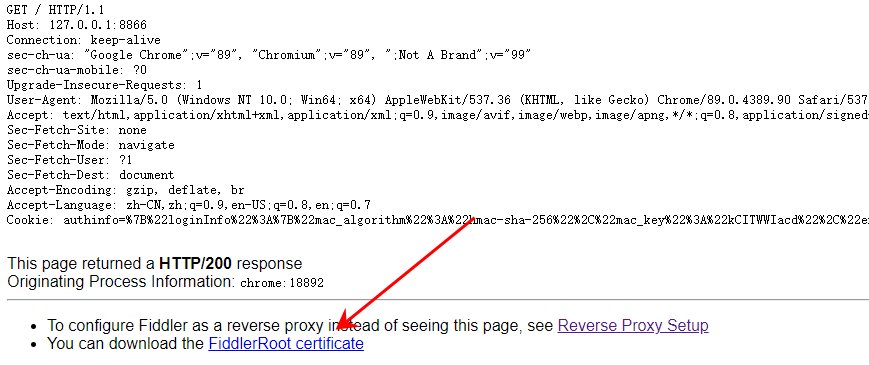 GET / HTTP/1.1
Host: 127.0.0.1:8866
Connection: keep-alive
sec-ch-ua: "Google Chrome";v="89", "Chromium";v="89", ";Not A Brand";v="99"
sec-ch-ua-mobile: ?0
Upgrade-Insecure-Requests: 1
User-Agent: Mozilla/5.0 (Windows NT 10.0; Win64; x64) AppleWebKit/537.36 (KHTML, like Gecko) Chrome/89.0.4389.90 Safari/537
Accept: text/html,application/xhtml+xml,application/xml;q=0.9,image/avif,image/webp,image/apng,*/*;q=0.8,application/signed
Sec-Fetch-Site: none
Sec-Fetch-Mode: navigate
Sec-Fetch-User: ?1
Sec-Fetch-Dest: document
Accept-Encoding: gzip, deflate, br
Accept-Language: zh-CN,zh;q=0.9,en-US;q=0.8,en;q=0.7
Cookie: authinfo=%7B%22loginInfo%22%3A%7B%22mac_algorithm%22%3A%22hmac-sha-256%22%2C%22mac_key%22%3A%22kCITWWIacd%22%2C%22e
This page returned a HTTP/200 response
Originating Process Information: chrome:18892
• To configure Fiddler as a reverse proxy instead of seeing this page, see Reverse Proxy Setup
• You can download the FiddlerRoot certificate